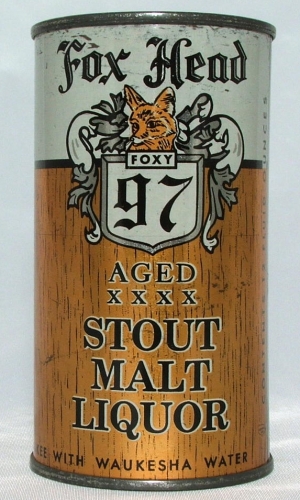 Fox Head
FOXY
97
AGED
XXXX
STOUT
MALT
LIQUOR
WITH WAUKESHA WATER